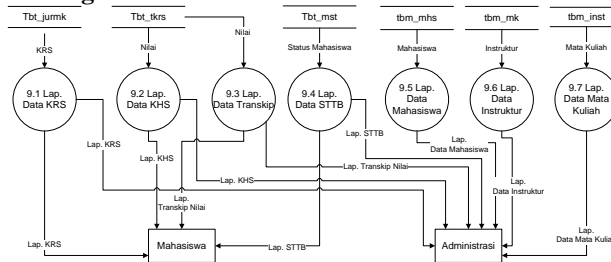 Tbt_jurmk
Tbt_tkrs
Tbt_mst
tbm_mhs
tbm_mk
tbm_inst
KRS
Nilai
Nilai
Status Mahasiswa
Mahasiswa
Instruktur
Mata Kuliah
9.1 Lap.
Data KRS
9.2 Lap.
Data KHS
9.3 Lap.
Data Transkip
9.4 Lap.
Data STTB
9.5 Lap.
Data
Mahasiswa
9.6 Lap.
Data
Instruktur
9.7 Lap.
Data Mata
Kuliah
Lap. KRS
Lap.
KHS
Lap. KHS
Lap. STTB
Lap. Transkip Nilai
Lap.
Data Mahasiswa
Lap.
Transkip Nilai
Lap.
Data Instruktur
Lap. KRS
Mahasiswa
Lap. STTB
Administrasi
Lap.
Data Mata Kulia